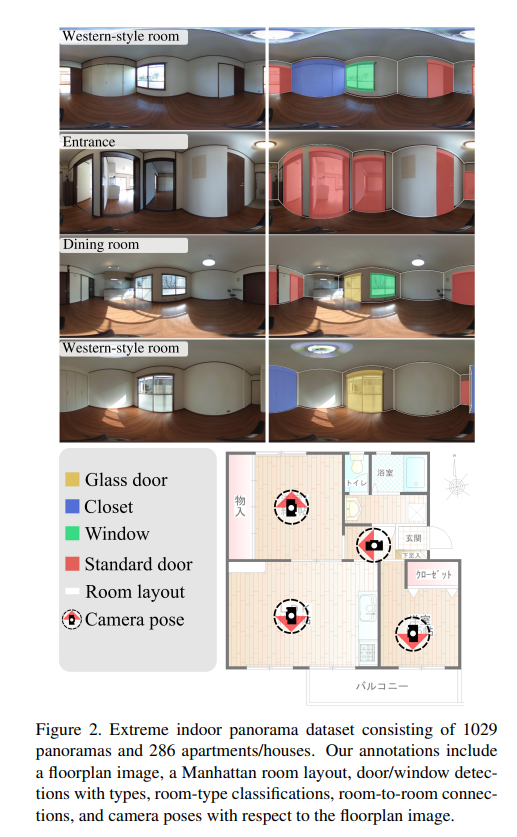 Western-style room
Entrance
Dining room
Western-style room
Glass door
Closet
Window
Standard door
Room layout
Camera pose
物入
トイレ
浴室
玄関
下足入
クローゼット
バルコニー
Figure 2. Extreme indoor panorama dataset consisting of 1029
panoramas and 286 apartments/houses. Our annotations include
a floorplan image, a Manhattan room layout, door/window detec-
tions with types, room-type classifications, room-to-room connec-
tions, and camera poses with respect to the floorplan image.